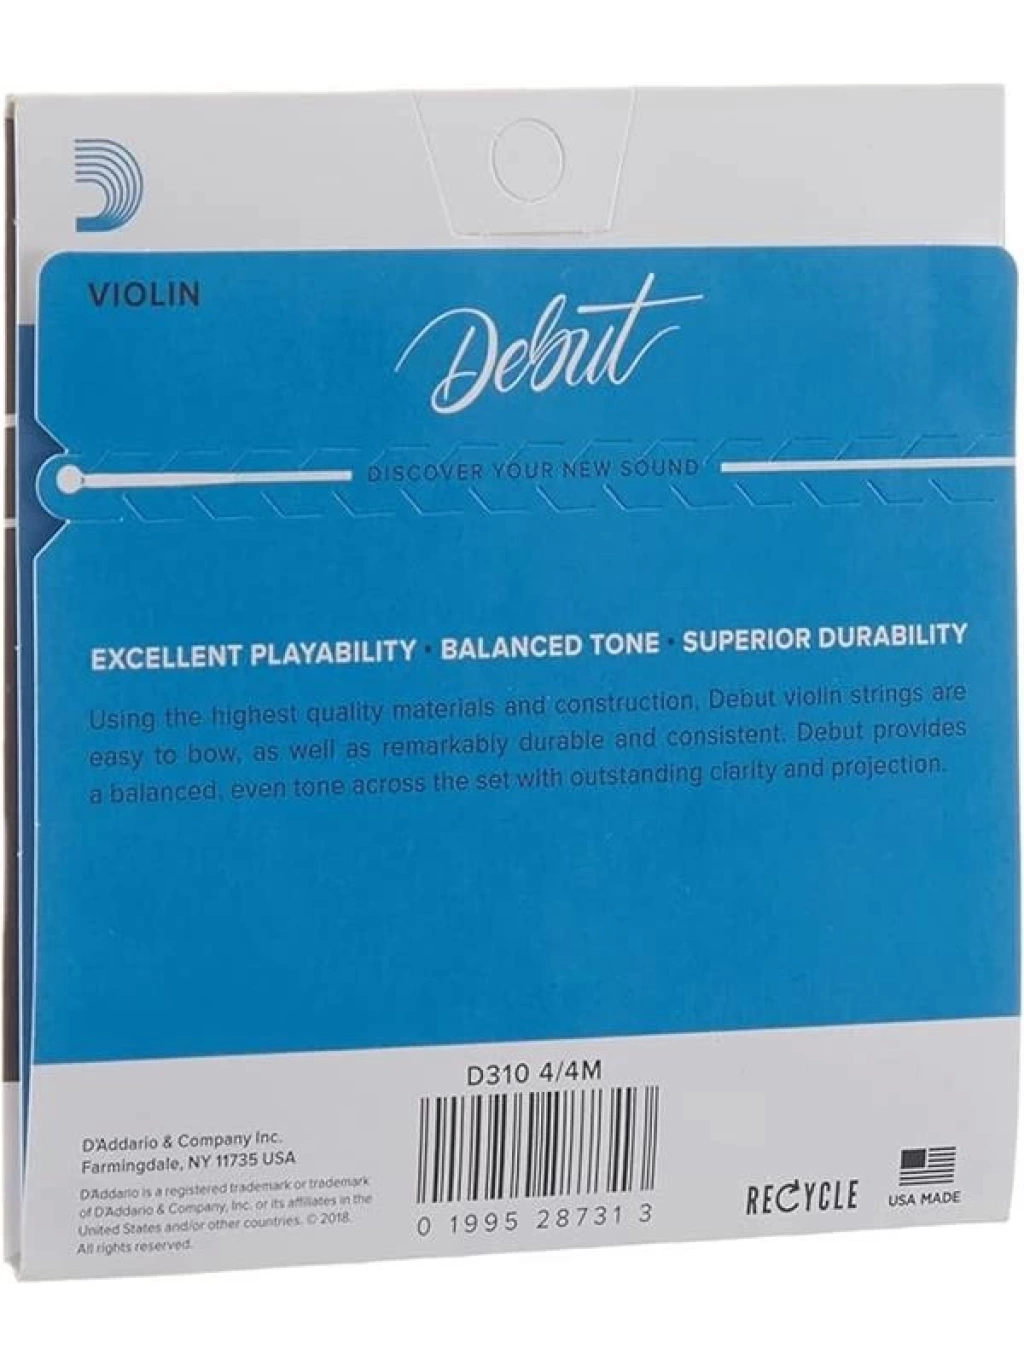 VIOLIN
Debut
DISCOVER YOUR NEW SOUND
EXCELLENT PLAYABILITY · BALANCED TONE · SUPERIOR DURABILITY
Using the highest quality materials and construction, Debut violin strings are
easy to bow, as well as remarkably durable and consistent. Debut provides
a balanced, even tone across the set with outstanding clarity and projection.
D310 4/4M
0 1995 28731 3
D'Addario & Company Inc.
Farmingdale, NY 11735 USA
D'Addario is a registered trademark or trademark
of D'Addario & Company, Inc. or its affiliates in the
United States and/or other countries. © 2018.
All rights reserved.
RECYCLE
USA MADE